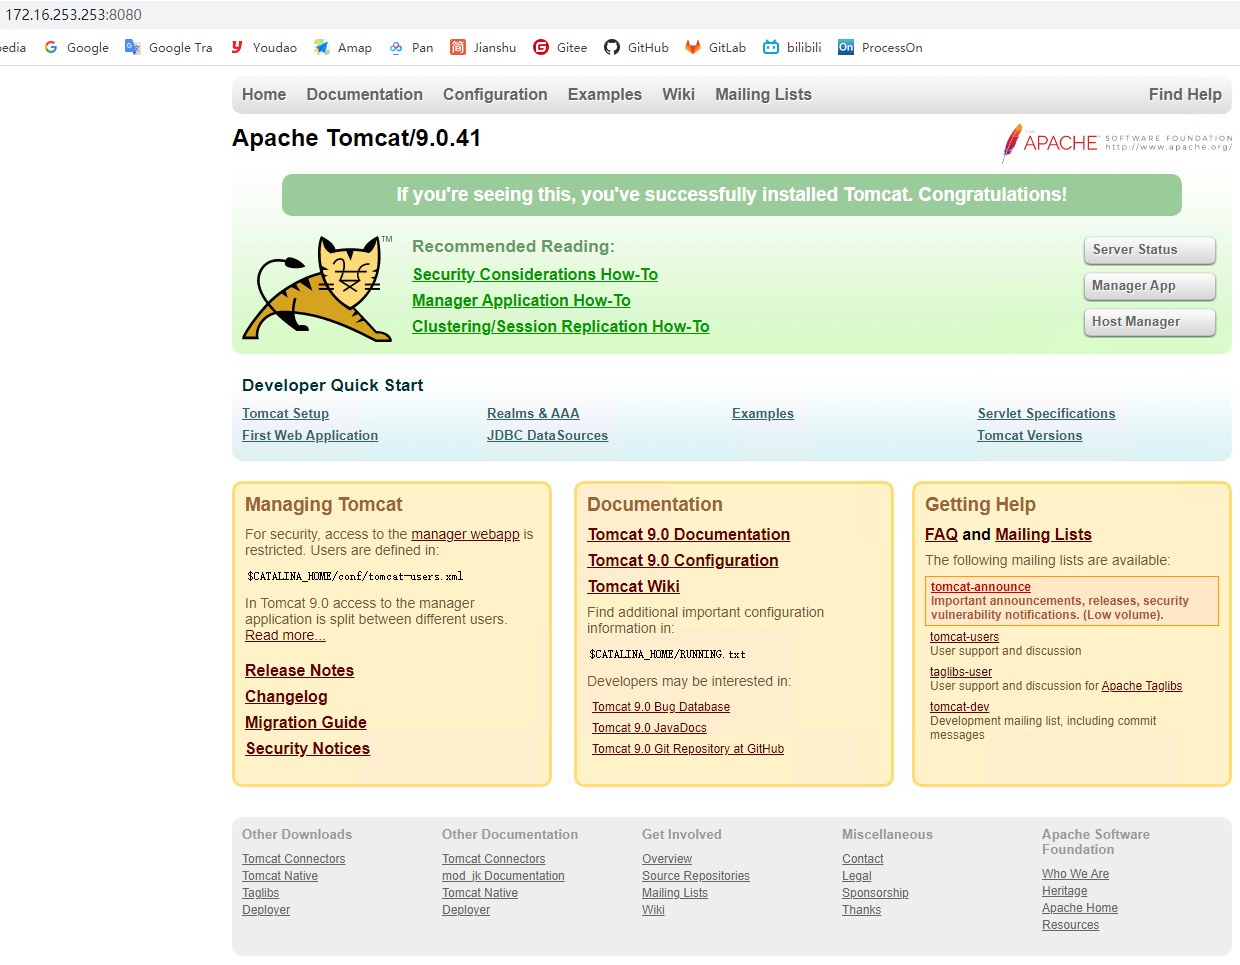 172.16.253.253:8080
pedia Google Google Tra Youdao Amap Pan Jianshu Gitee GitHub GitLab bilibili ProcessOn
Home Documentation Configuration Examples Wiki Mailing Lists Find Help
Apache Tomcat/9.0.41
THE APACHE SOFTWARE FOUNDATION
http://www.apache.org/
If you're seeing this, you've successfully installed Tomcat. Congratulations!
TM
Recommended Reading:
Security Considerations How-To
Manager Application How-To
Clustering/Session Replication How-To
Server Status
Manager App
Host Manager
Developer Quick Start
Tomcat Setup
First Web Application
Realms & AAA
JDBC DataSources
Examples
Servlet Specifications
Tomcat Versions
Managing Tomcat
For security, access to the manager webapp is
restricted. Users are defined in:
$CATALINA_HOME/conf/tomcat-users.xml
In Tomcat 9.0 access to the manager
application is split between different users.
Read more...
Release Notes
Changelog
Migration Guide
Security Notices
Documentation
Tomcat 9.0 Documentation
Tomcat 9.0 Configuration
Tomcat Wiki
Find additional important configuration
information in:
$CATALINA_HOME/RUNNING.txt
Developers may be interested in:
Tomcat 9.0 Bug Database
Tomcat 9.0 JavaDocs
Tomcat 9.0 Git Repository at GitHub
Getting Help
FAQ and Mailing Lists
The following mailing lists are available:
tomcat-announce
Important announcements, releases, security
vulnerability notifications. (Low volume).
tomcat-users
User support and discussion
taglibs-user
User support and discussion for Apache Taglibs
tomcat-dev
Development mailing list, including commit
messages
Other Downloads
Tomcat Connectors
Tomcat Native
Taglibs
Deployer
Other Documentation
Tomcat Connectors
mod_jk Documentation
Tomcat Native
Deployer
Get Involved
Overview
Source Repositories
Mailing Lists
Wiki
Miscellaneous
Contact
Legal
Sponsorship
Thanks
Apache Software
Foundation
Who We Are
Heritage
Apache Home
Resources